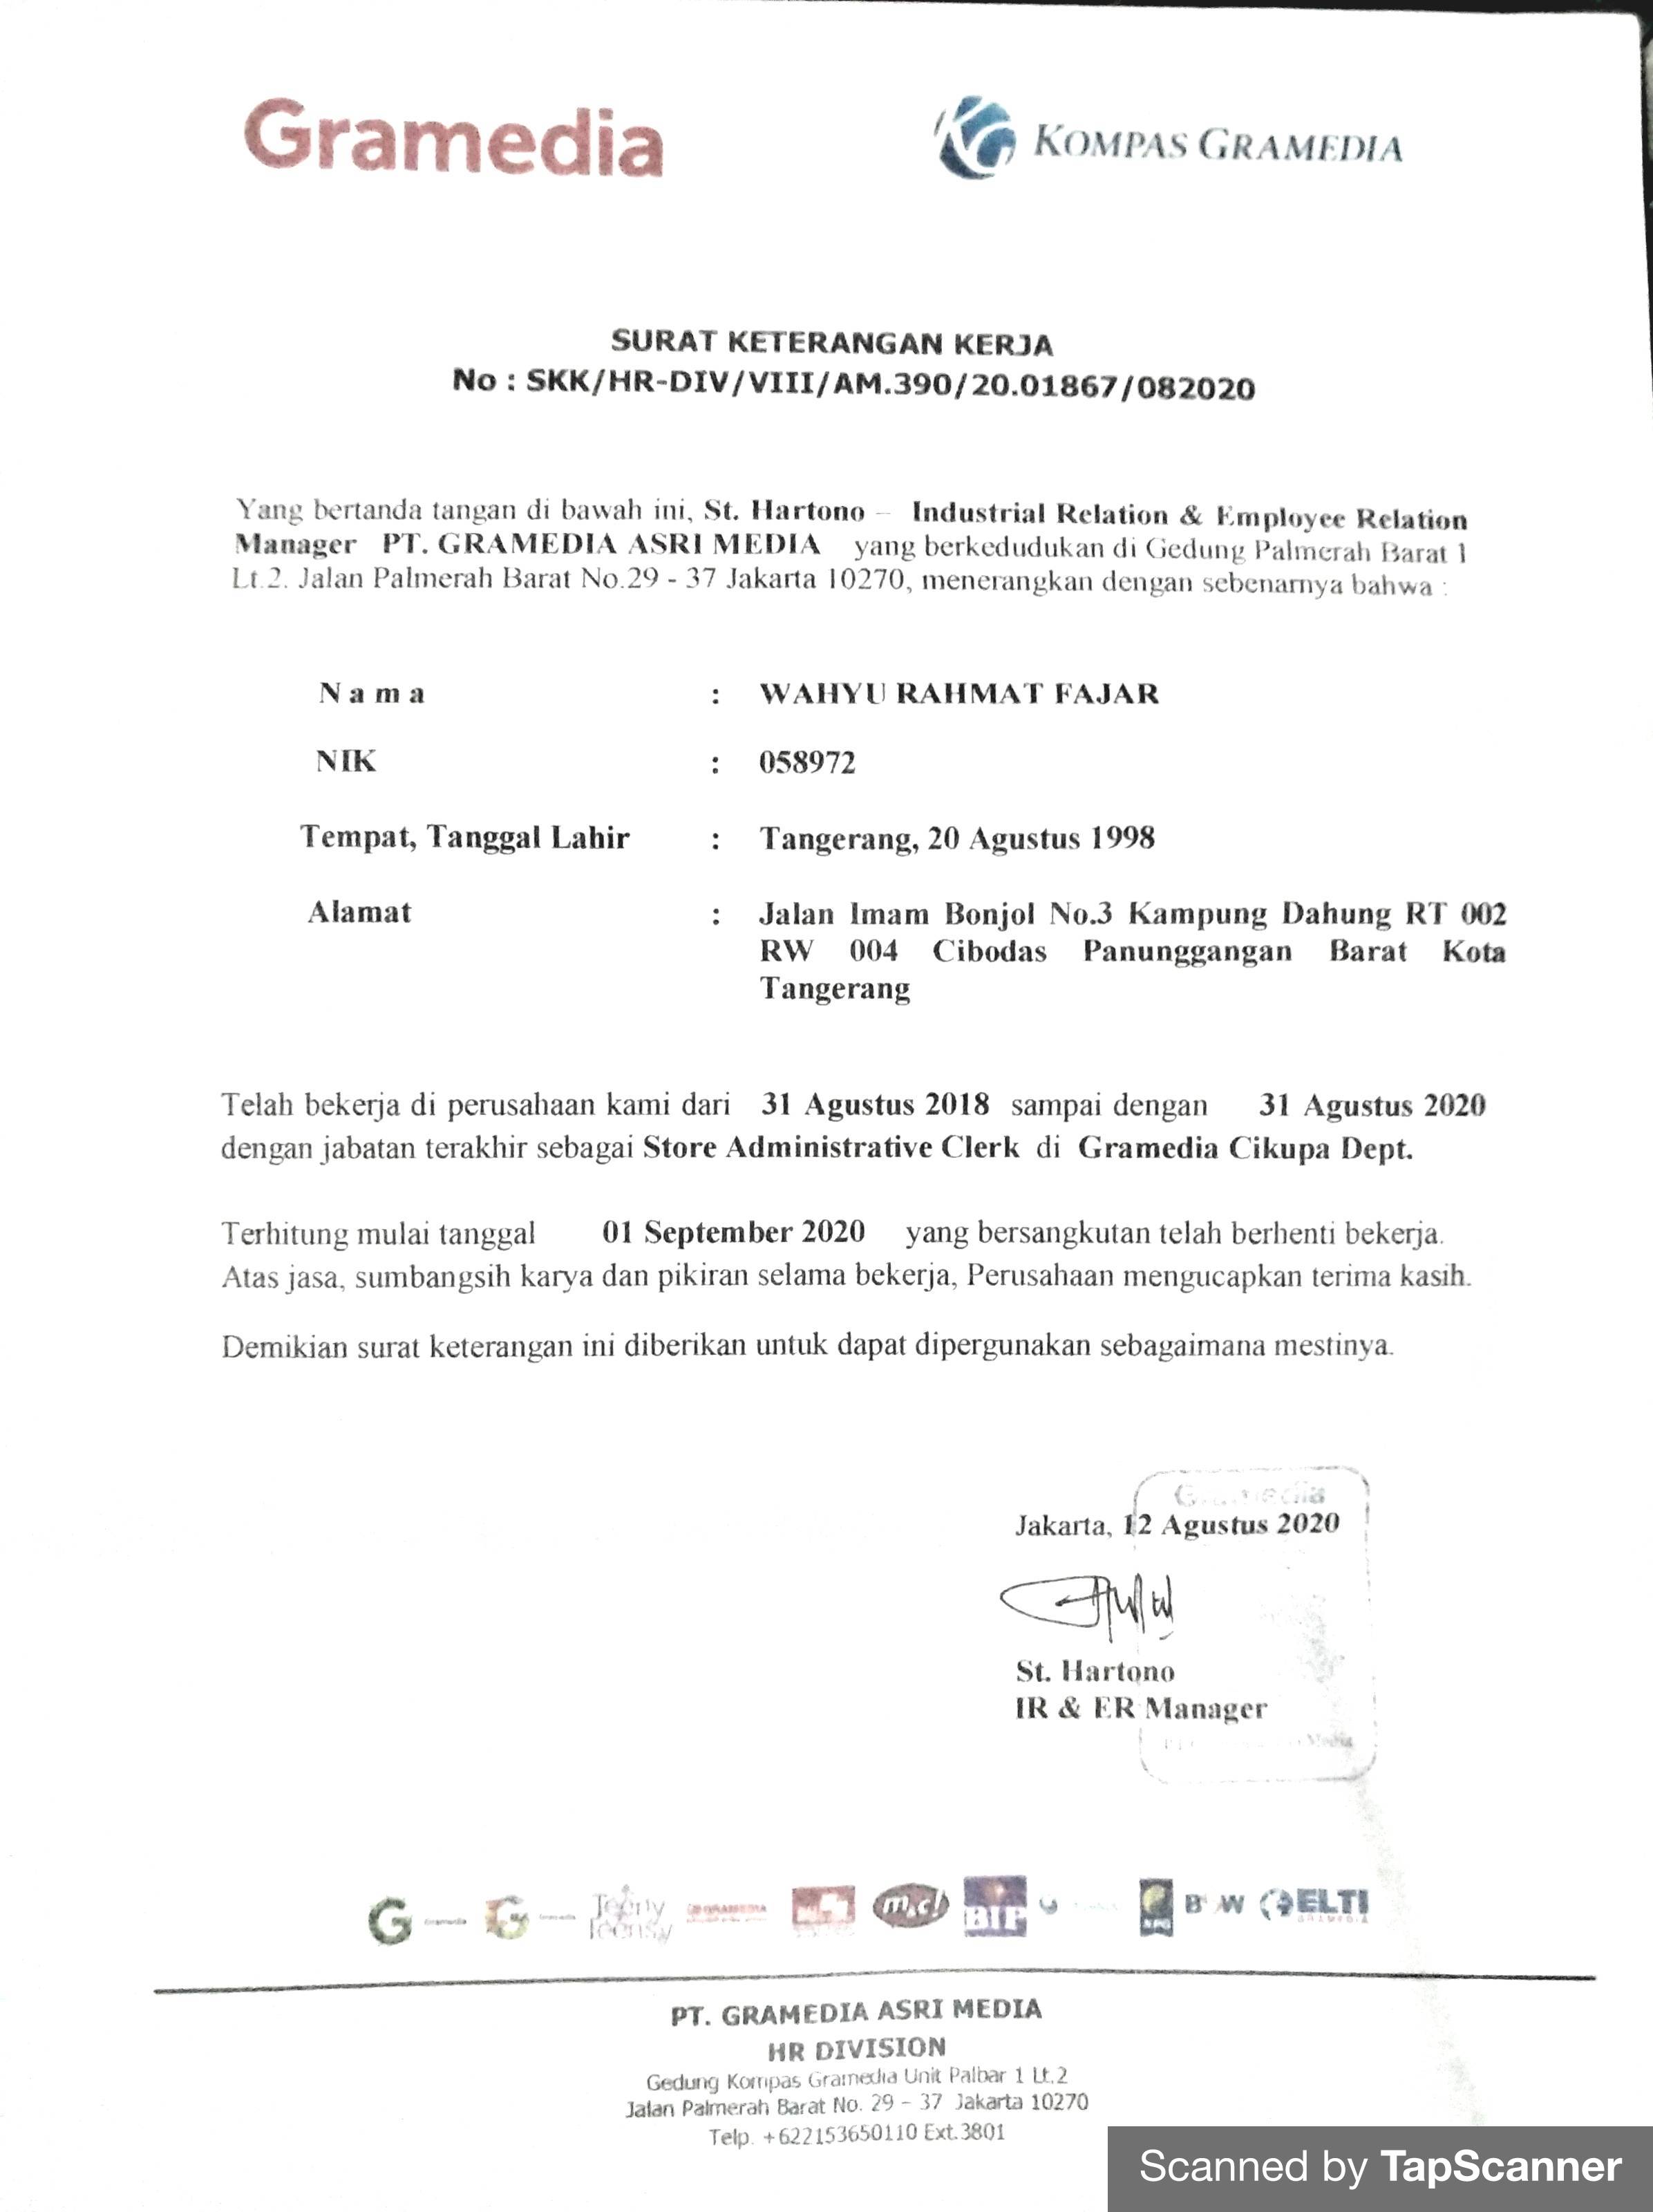 Gramedia
KOMPAS GRAMEDIA
SURAT KETERANGAN KERJA
No : SKK/HR-DIV/VIII/AM.390/20.01867/082020
Yang bertanda tangan di bawah ini, St. Hartono – Industrial Relation & Employee Relation
Manager PT. GRAMEDIA ASRI MEDIA yang berkedudukan di Gedung Palmerah Barat 1
Lt.2. Jalan Palmerah Barat No.29 - 37 Jakarta 10270, menerangkan dengan sebenarnya bahwa :
N a m a : WAHYU RAHMAT FAJAR
NIK : 058972
Tempat, Tanggal Lahir : Tangerang, 20 Agustus 1998
Alamat : Jalan Imam Bonjol No.3 Kampung Dahung RT 002
RW 004 Cibodas Panunggangan Barat Kota
Tangerang
Telah bekerja di perusahaan kami dari 31 Agustus 2018 sampai dengan 31 Agustus 2020
dengan jabatan terakhir sebagai Store Administrative Clerk di Gramedia Cikupa Dept.
Terhitung mulai tanggal 01 September 2020 yang bersangkutan telah berhenti bekerja.
Atas jasa, sumbangsih karya dan pikiran selama bekerja, Perusahaan mengucapkan terima kasih.
Demikian surat keterangan ini diberikan untuk dapat dipergunakan sebagaimana mestinya.
Jakarta, 12 Agustus 2020
St. Hartono
IR & ER Manager
Media
G G Teenty Teensy m&c! BIP ELTI
PT. GRAMEDIA ASRI MEDIA
HR DIVISION
Gedung Kompas Gramedia Unit Palbar 1 Lt.2
Jalan Palmerah Barat No. 29 – 37 Jakarta 10270
Telp. +622153650110 Ext.3801
Scanned by TapScanner